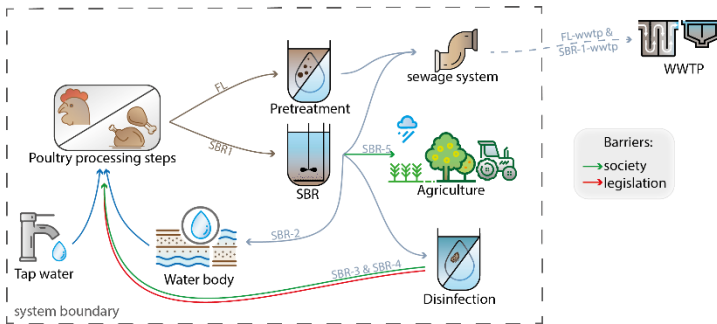 FL-wwtp &
SBR-1-wwtp
WWTP
sewage system
FL
Pretreatment
Poultry processing steps
SBR1
SBR
SBR-5
Agriculture
Barriers:
society
legislation
SBR-2
Tap water
Water body
SBR-3 & SBR-4
Disinfection
system boundary